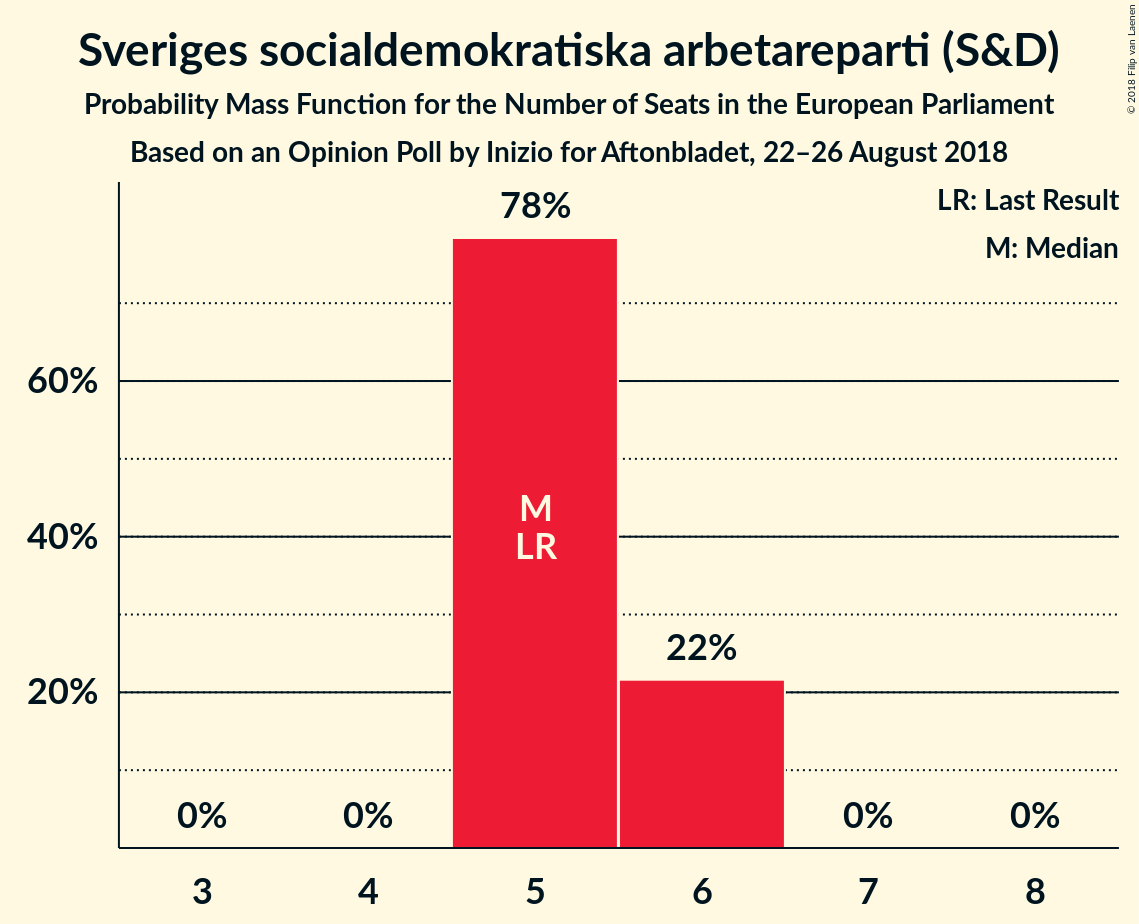 Sveriges socialdemokratiska arbetareparti (S&D)
Probability Mass Function for the Number of Seats in the European Parliament
Based on an Opinion Poll by Inizio for Aftonbladet, 22–26 August 2018
© 2018 Filip van Laenen
LR: Last Result
M: Median
78%
60%
M
40%
LR
22%
20%
0% 0% 0% 0%
3 4 5 6 7 8